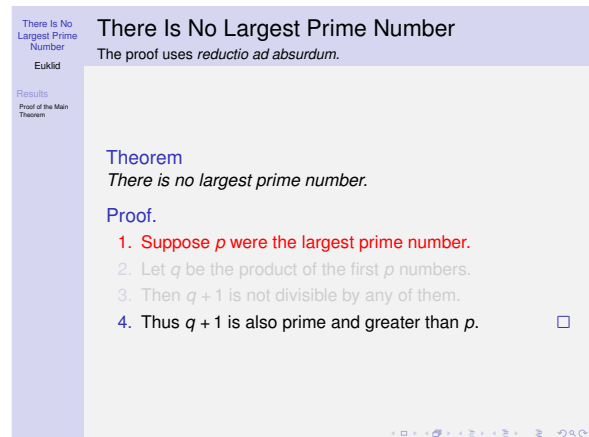 There Is No
Largest Prime
Number
Euklid
Results
Proof of the Main
Theorem
There Is No Largest Prime Number
The proof uses reductio ad absurdum.
Theorem
There is no largest prime number.
Proof.
1. Suppose p were the largest prime number.
2. Let q be the product of the first p numbers.
3. Then q + 1 is not divisible by any of them.
4. Thus q + 1 is also prime and greater than p. □